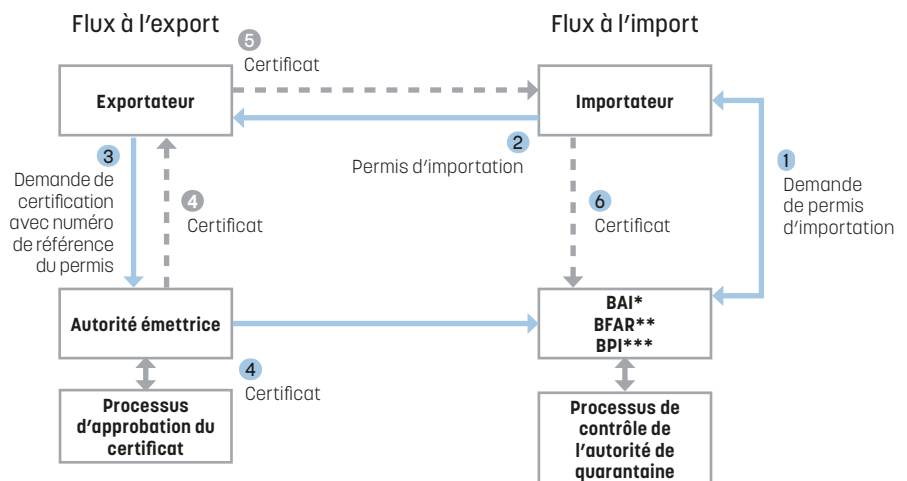 Flux à l'export
Flux à l'import
5
Certificat
Exportateur
Importateur
2
Permis d'importation
1
Demande
de permis
d'importation
3
Demande de
certification
avec numéro
de référence
du permis
4
Certificat
6
Certificat
Autorité émettrice
BAI*
BFAR**
BPI***
4
Certificat
Processus
d'approbation du
certificat
Processus de
contrôle de
l'autorité de
quarantaine